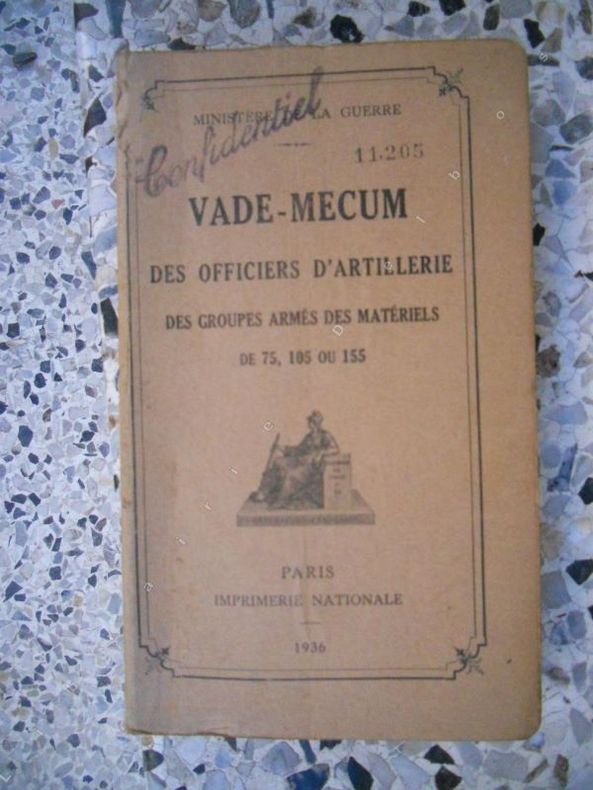 MINISTÈRE LA GUERRE
Confidentiel
11.205
VADE-MECUM
DES OFFICIERS D'ARTILLERIE
DES GROUPES ARMÉS DES MATÉRIELS
DE 75, 105 OU 155
PARIS
IMPRIMERIE NATIONALE
1936